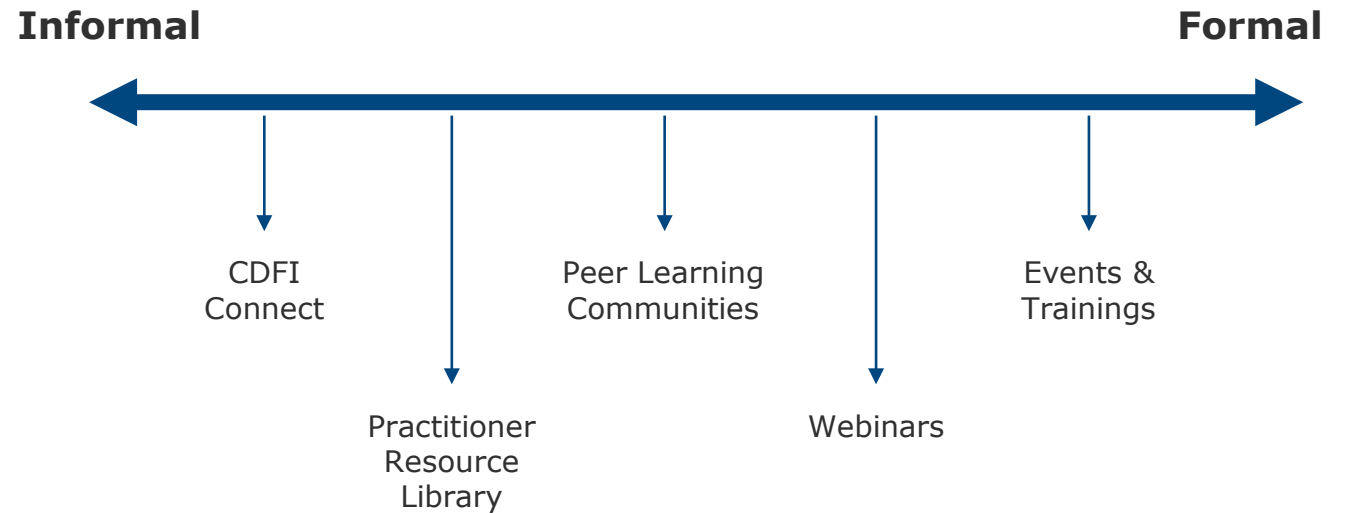 Informal
Formal
CDFI
Connect
Peer Learning
Communities
Events &
Trainings
Practitioner
Resource
Library
Webinars